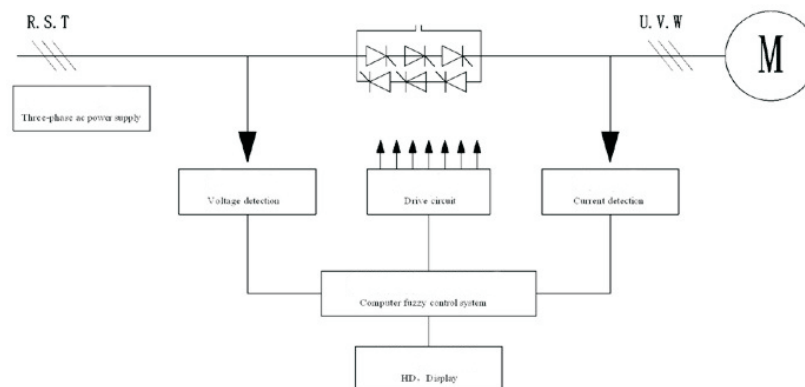 R. S. T
U. V. W
M
Three-phase ac power supply
Voltage detection
Drive circuit
Current detection
Computer fuzzy control system
HD、Display